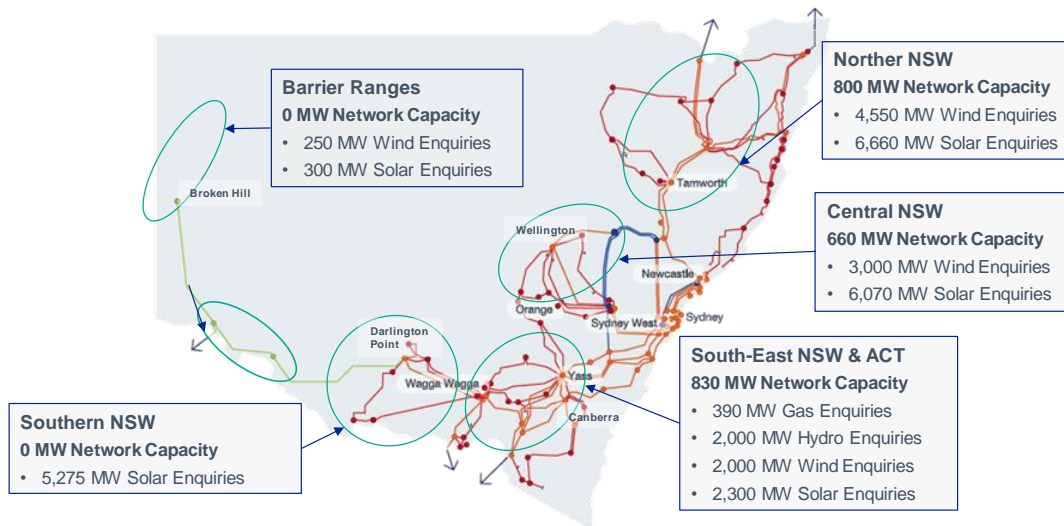 Norther NSW
800 MW Network Capacity
• 4,550 MW Wind Enquiries
• 6,660 MW Solar Enquiries
Barrier Ranges
0 MW Network Capacity
• 250 MW Wind Enquiries
• 300 MW Solar Enquiries
Broken Hill
Tamworth
Central NSW
660 MW Network Capacity
• 3,000 MW Wind Enquiries
• 6,070 MW Solar Enquiries
Wellington
Newcastle
Orange
Sydney West
Sydney
Darlington
Point
Wagga Wagga
Yass
Canberra
South-East NSW & ACT
830 MW Network Capacity
• 390 MW Gas Enquiries
• 2,000 MW Hydro Enquiries
• 2,000 MW Wind Enquiries
• 2,300 MW Solar Enquiries
Southern NSW
0 MW Network Capacity
• 5,275 MW Solar Enquiries